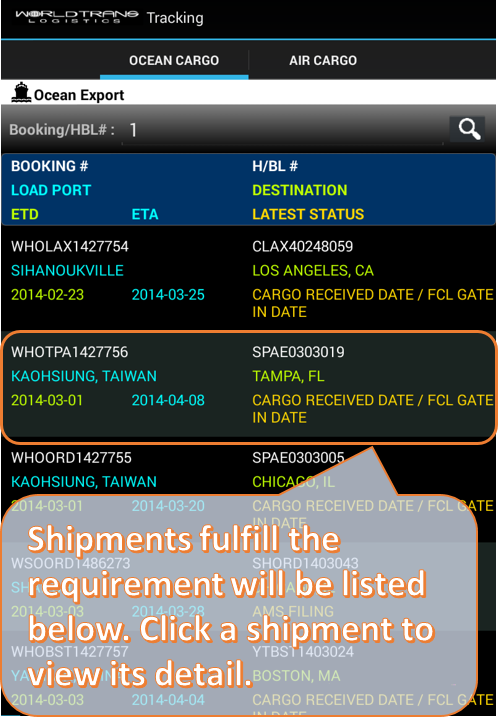 WORLDTRANS
LOGISTICS
Tracking
OCEAN CARGO AIR CARGO
Ocean Export
Booking/HBL# : 1
BOOKING # H/BL #
LOAD PORT DESTINATION
ETD ETA LATEST STATUS
WHOLAX1427754 CLAX40248059
SIHANOUKVILLE LOS ANGELES, CA
2014-02-23 2014-03-25 CARGO RECEIVED DATE / FCL GATE
IN DATE
WHOTPA1427756 SPAE0303019
KAOHSIUNG, TAIWAN TAMPA, FL
2014-03-01 2014-04-08 CARGO RECEIVED DATE / FCL GATE
IN DATE
WHOORD1427755 SPAE0303005
KAOHSIUNG, TAIWAN CHICAGO, IL
2014-03-01 2014-03-20 CARGO RECEIVED DATE / FCL GATE
IN DATE
Shipments fulfill the
requirement will be listed
below. Click a shipment to
view its detail.
WSOORD1486273 SHORD1403043
2014-03-03 2014-03-28 AMS FILING
WHOBST1427757 YTBST1403024
BOSTON, MA
2014-03-03 2014-04-04 CARGO RECEIVED DATE / FCL GATE
IN DATE